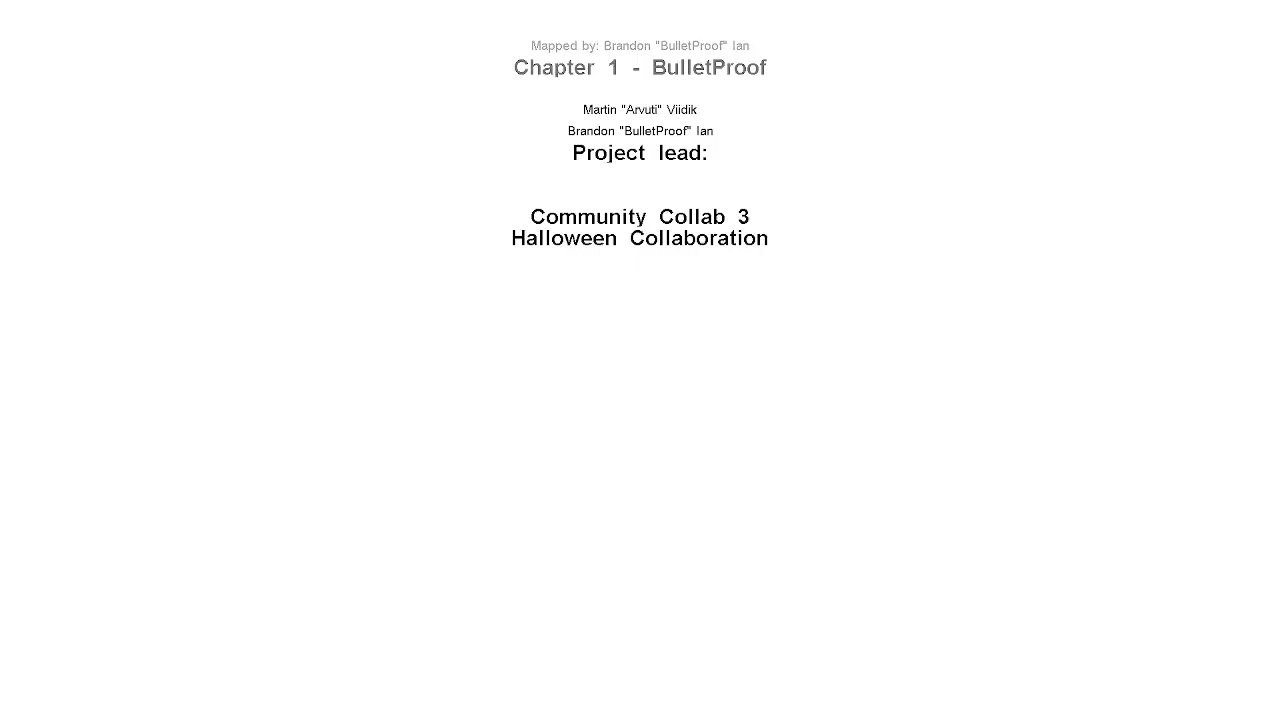 Mapped by: Brandon "BulletProof" Ian
Chapter 1 - BulletProof
Martin "Arvuti" Viidik
Brandon "BulletProof" Ian
Project lead:
Community Collab 3
Halloween Collaboration